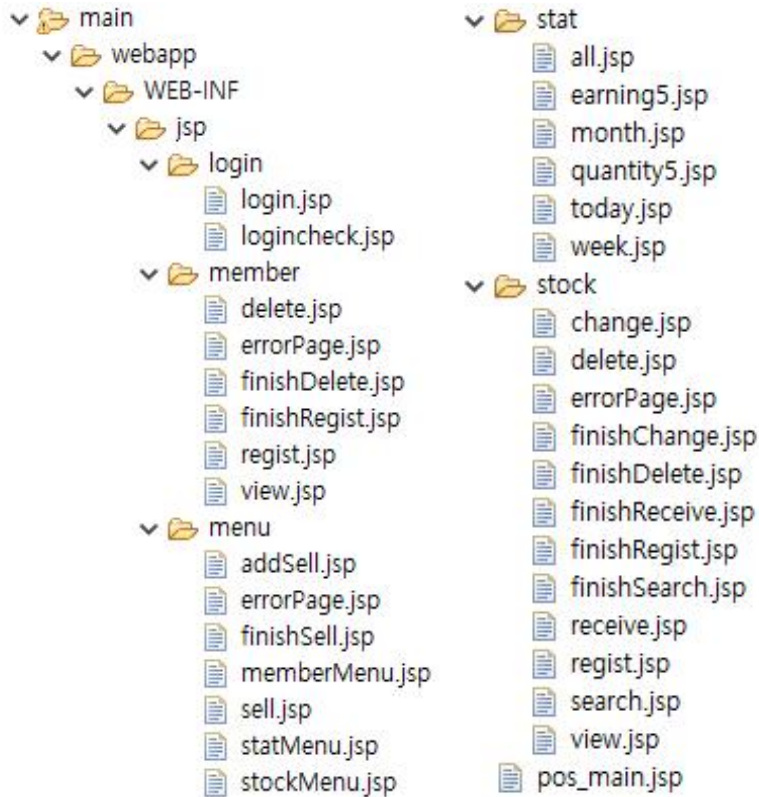 main
webapp
WEB-INF
jsp
login
login.jsp
logincheck.jsp
member
delete.jsp
errorPage.jsp
finishDelete.jsp
finishRegist.jsp
regist.jsp
view.jsp
menu
addSell.jsp
errorPage.jsp
finishSell.jsp
memberMenu.jsp
sell.jsp
statMenu.jsp
stockMenu.jsp
stat
all.jsp
earning5.jsp
month.jsp
quantity5.jsp
today.jsp
week.jsp
stock
change.jsp
delete.jsp
errorPage.jsp
finishChange.jsp
finishDelete.jsp
finishReceive.jsp
finishRegist.jsp
finishSearch.jsp
receive.jsp
regist.jsp
search.jsp
view.jsp
pos_main.jsp